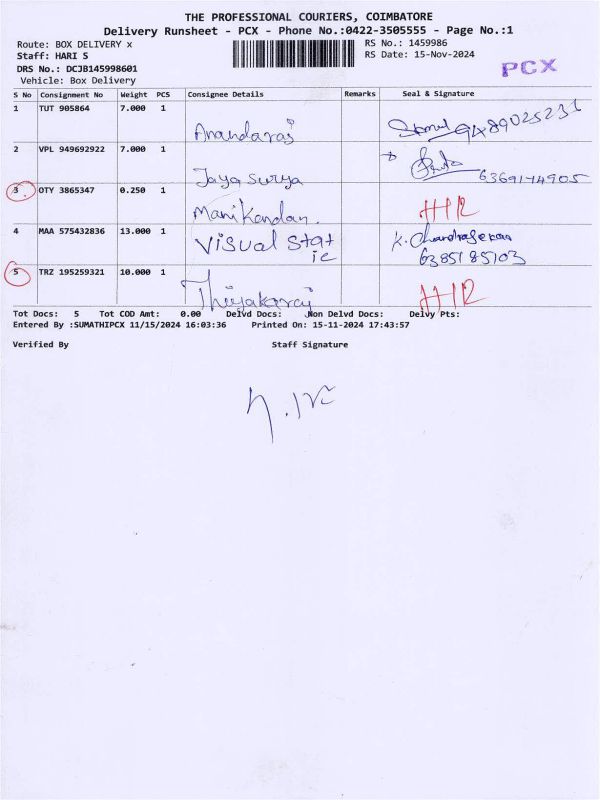 THE PROFESSIONAL COURIERS, COIMBATORE
Delivery Runsheet - PCX - Phone No.:0422-3505555 - Page No.:1
Route: BOX DELIVERY x
RS No.: 1459986
Staff: HARI S
RS Date: 15-Nov-2024
DRS No.: DCJB145998601
PCX
Vehicle: Box Delivery
S No Consignment No Weight PCS Consignee Details Remarks Seal & Signature
1 TUT 905864 7.000 1 Anandaraj
2 VPL 949692922 7.000 1 Jaya Surya
3 OTY 3865347 0.250 1 Manikandan. HIR
4 MAA 575432836 13.000 1 Visual Stat K. Chandrasekaran
ic 6385185103
5 TRZ 195259321 10.000 1 Thiyakaraj HIR
Tot Docs: 5 Tot COD Amt: 0.00 Delvd Docs: Non Delvd Docs: Delvy Pts:
Entered By :SUMATHIPCX 11/15/2024 16:03:36 Printed On: 15-11-2024 17:43:57
Verified By Staff Signature